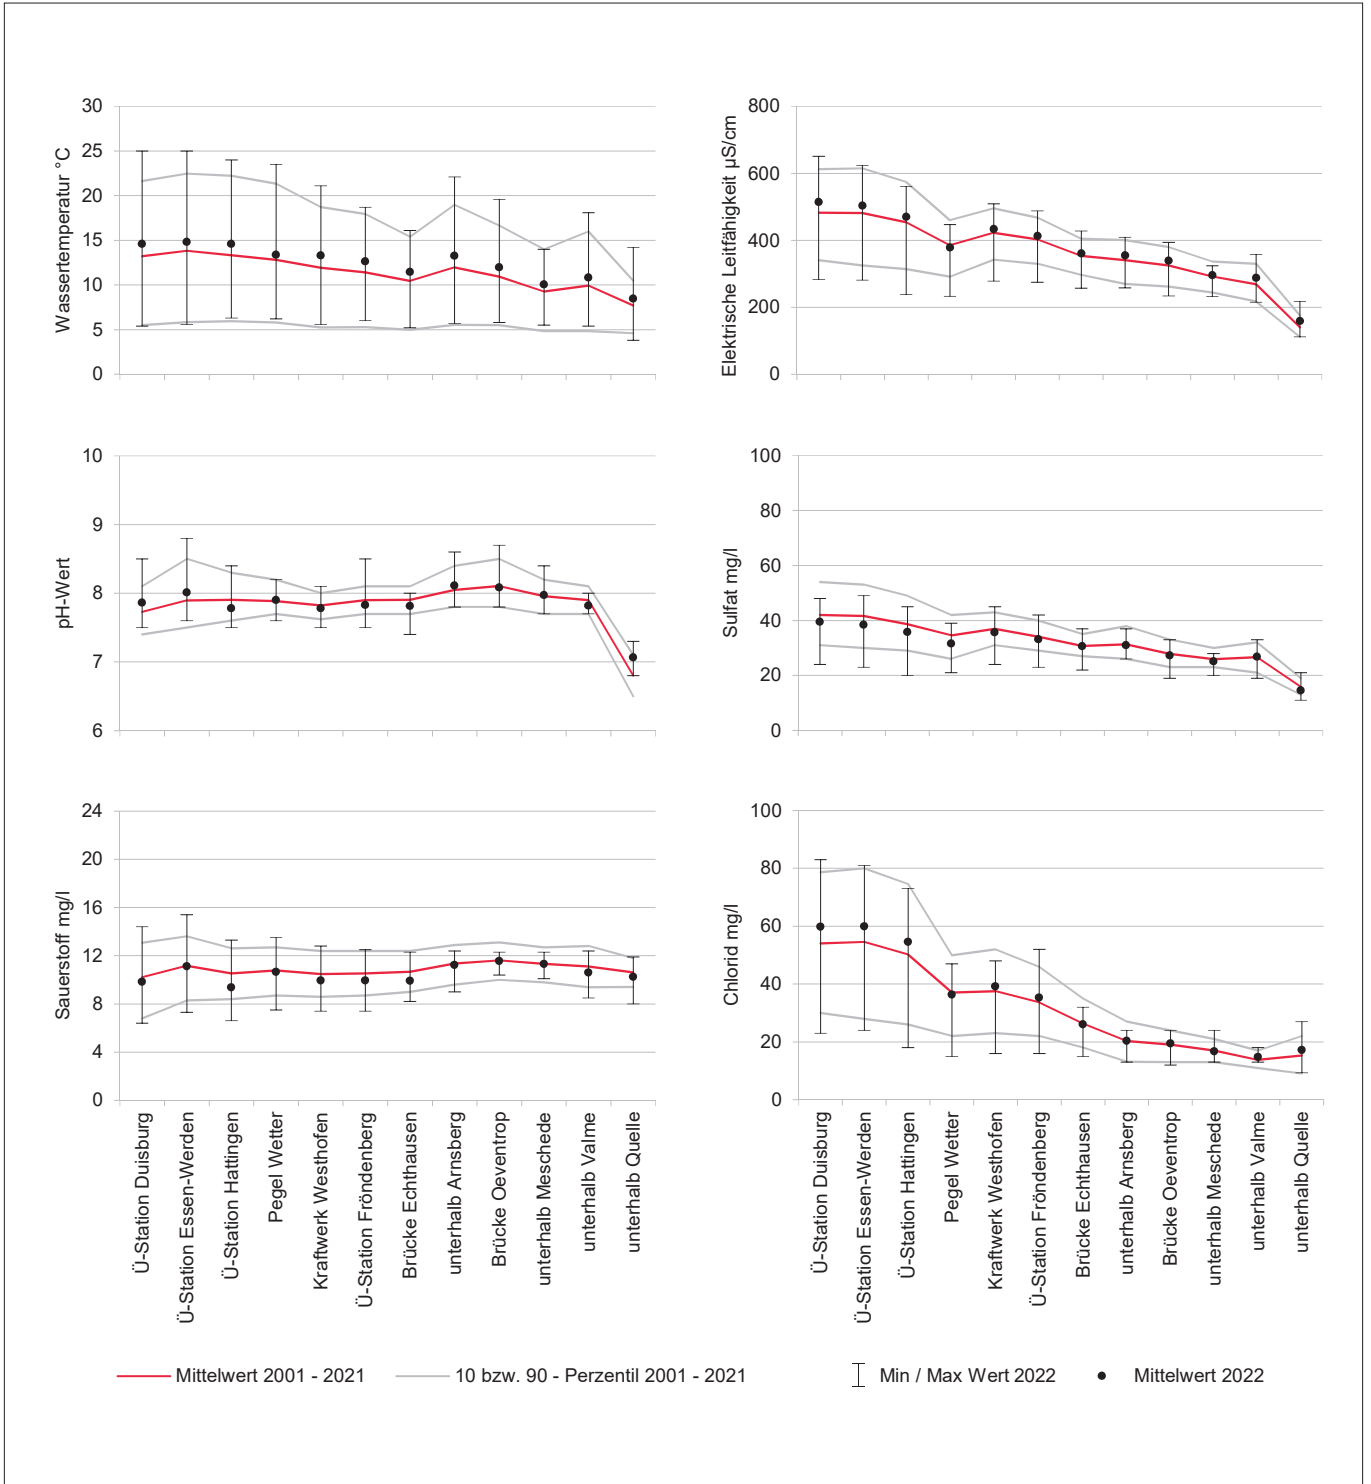 Wassertemperatur °C
30
25
20
15
10
5
0
Elektrische Leitfähigkeit µS/cm
800
600
400
200
0
pH-Wert
10
9
8
7
6
Sulfat mg/l
100
80
60
40
20
0
Sauerstoff mg/l
24
20
16
12
8
4
0
Chlorid mg/l
100
80
60
40
20
0
Ü-Station Duisburg
Ü-Station Essen-Werden
Ü-Station Hattingen
Pegel Wetter
Kraftwerk Westhofen
Ü-Station Fröndenberg
Brücke Echthausen
unterhalb Arnsberg
Brücke Oeventrop
unterhalb Meschede
unterhalb Valme
unterhalb Quelle
Ü-Station Duisburg
Ü-Station Essen-Werden
Ü-Station Hattingen
Pegel Wetter
Kraftwerk Westhofen
Ü-Station Fröndenberg
Brücke Echthausen
unterhalb Arnsberg
Brücke Oeventrop
unterhalb Meschede
unterhalb Valme
unterhalb Quelle
Mittelwert 2001 - 2021
10 bzw. 90 - Perzentil 2001 - 2021
Min / Max Wert 2022
Mittelwert 2022